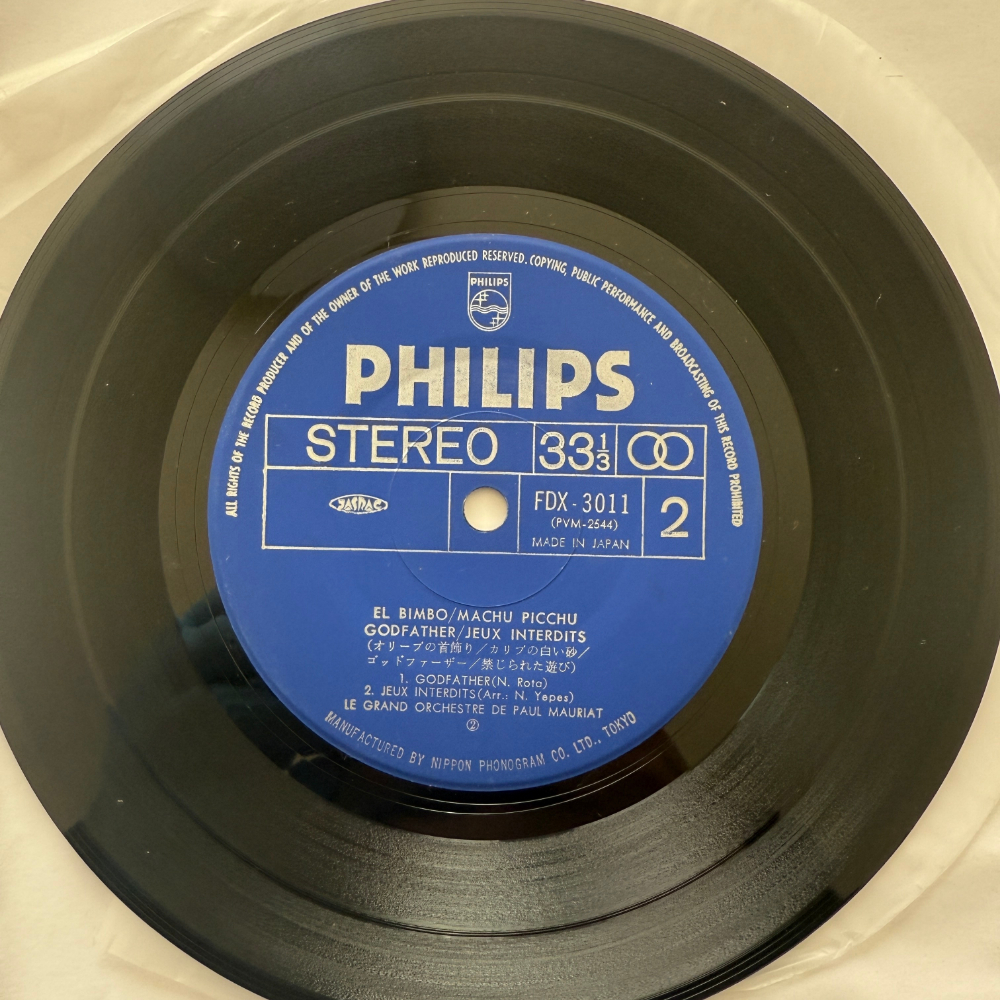 ALL RIGHTS OF THE RECORD PRODUCER AND OF THE OWNER OF THE WORK REPRODUCED RESERVED. COPYING, PUBLIC PERFORMANCE AND BROADCASTING OF THIS RECORD PROHIBITED
PHILIPS
PHILIPS
STEREO 33 1/3
JASRAC FDX-3011 2
(PVM-2544)
MADE IN JAPAN
EL BIMBO/MACHU PICCHU
GODFATHER/JEUX INTERDITS
(オリーブの首飾り/カリブの白い砂/
ゴッドファーザー/禁じられた遊び)
1. GODFATHER(N. Rota)
2. JEUX INTERDITS(Arr.: N. Yepes)
LE GRAND ORCHESTRE DE PAUL MAURIAT
②
MANUFACTURED BY NIPPON PHONOGRAM CO. LTD., TOKYO